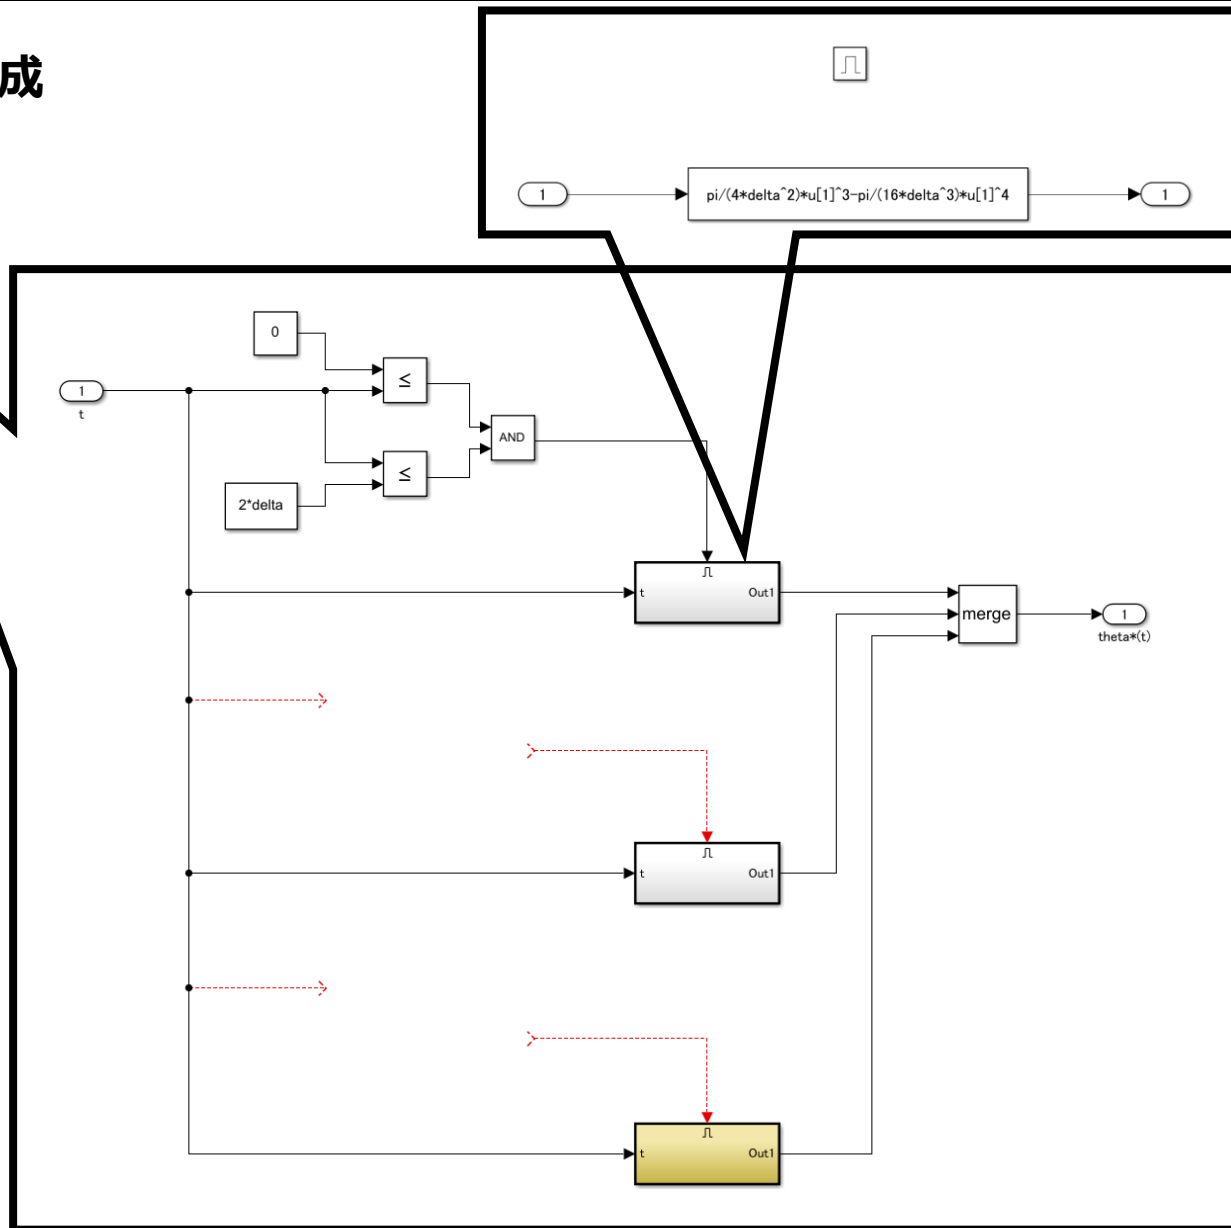 成
1
pi/(4*delta^2)*u[1]^3-pi/(16*delta^3)*u[1]^4
1
0
≤
1
t
AND
≤
2*delta
t
Out1
merge
1
theta*(t)
t
Out1
t
Out1